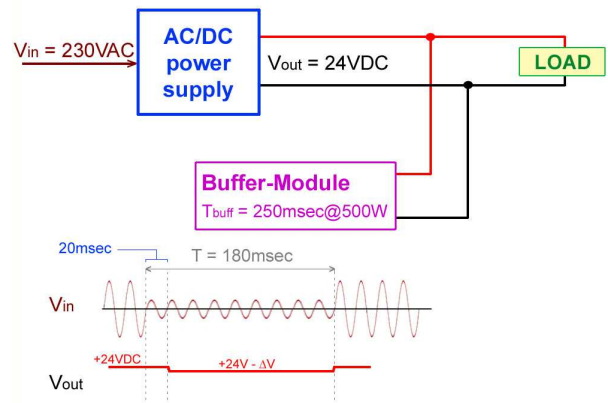 AC/DC
power
supply
Vin = 230VAC
Vout = 24VDC
LOAD
Buffer-Module
Tbuff = 250msec@500W
20msec
T = 180msec
Vin
+24VDC
+24V - ΔV
Vout